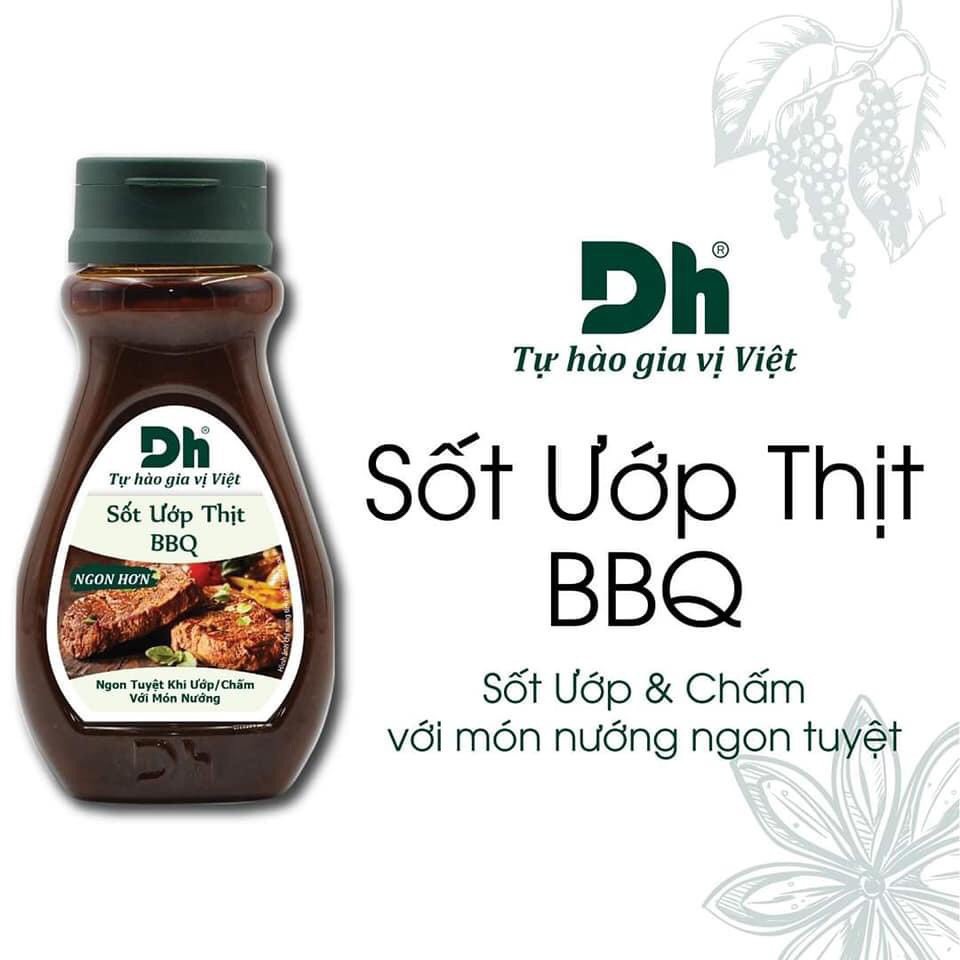 Dh®
Tự hào gia vị Việt
Sốt Ướp Thịt
BBQ
NGON HƠN
Ngon Tuyệt Khi Ướp/Chấm
Với Món Nướng
Dh
Dh®
Tự hào gia vị Việt
Sốt Ướp Thịt
BBQ
Sốt Ướp & Chấm
với món nướng ngon tuyệt